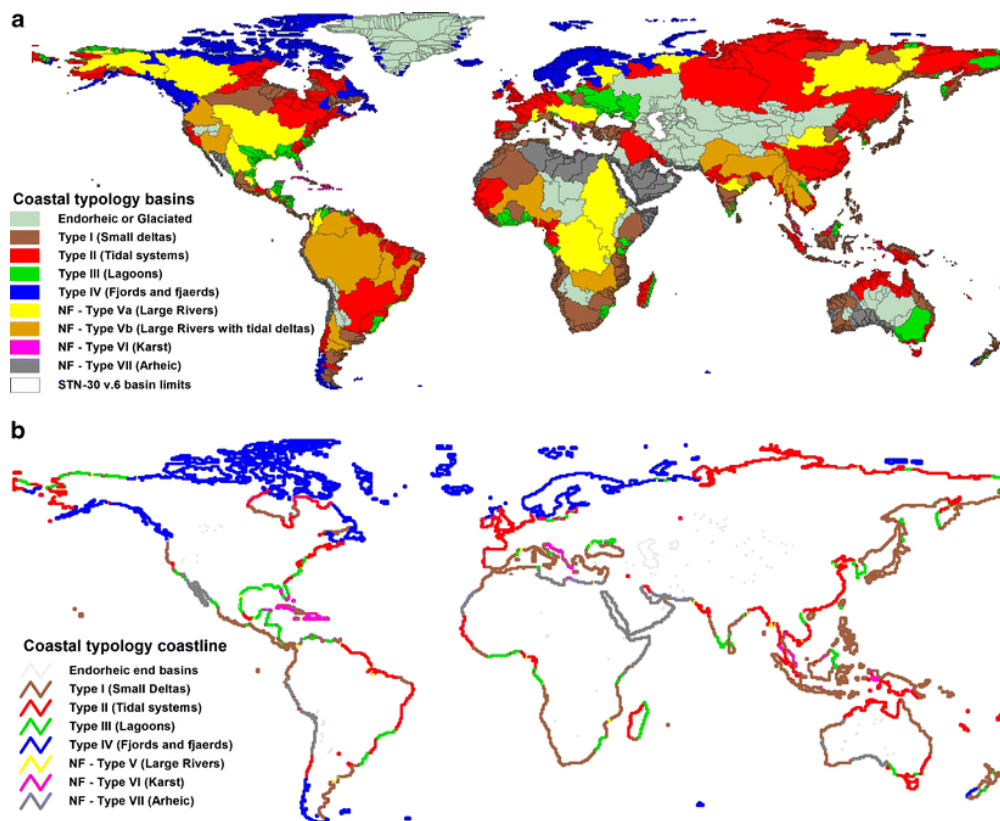 a
Coastal typology basins
Endorheic or Glaciated
Type I (Small deltas)
Type II (Tidal systems)
Type III (Lagoons)
Type IV (Fjords and fjaerds)
NF - Type Va (Large Rivers)
NF - Type Vb (Large Rivers with tidal deltas)
NF - Type VI (Karst)
NF - Type VII (Arheic)
STN-30 v.6 basin limits
b
Coastal typology coastline
Endorheic end basins
Type I (Small Deltas)
Type II (Tidal systems)
Type III (Lagoons)
Type IV (Fjords and fjaerds)
NF - Type V (Large Rivers)
NF - Type VI (Karst)
NF - Type VII (Arheic)